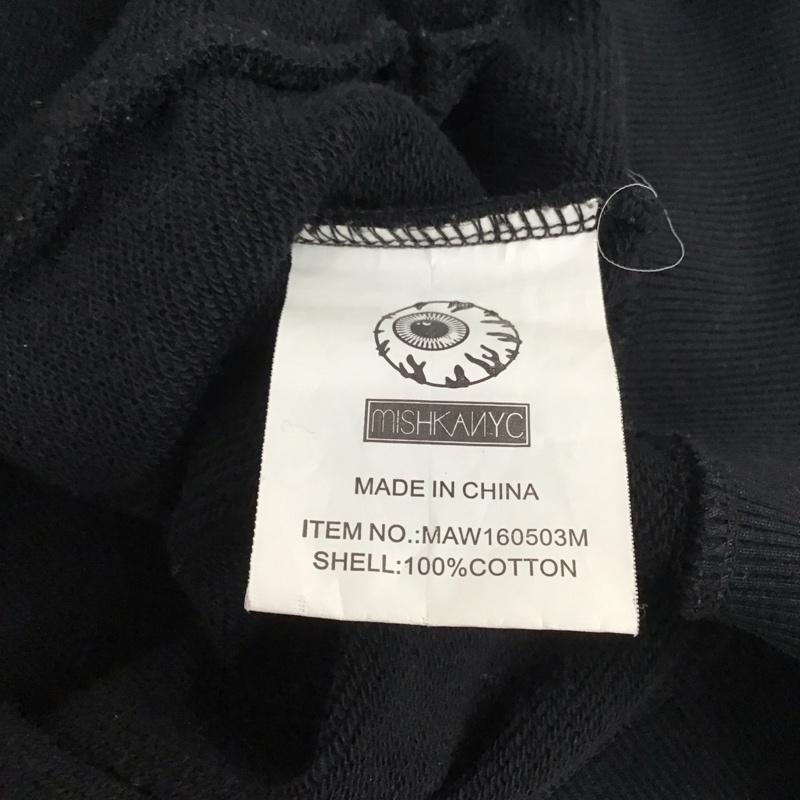 MISHKANYC
MADE IN CHINA
ITEM NO.:MAW160503M
SHELL:100%COTTON